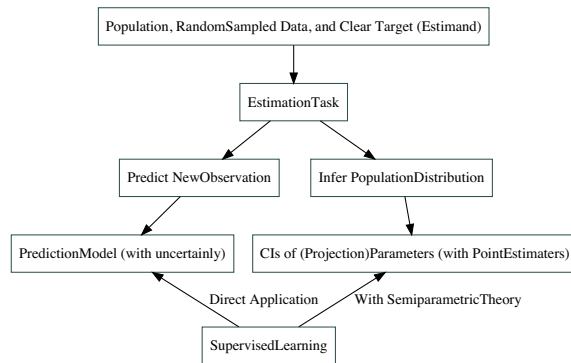 Population, RandomSampled Data, and Clear Target (Estimand)
EstimationTask
Predict NewObservation
Infer PopulationDistribution
PredictionModel (with uncertainly)
CIs of (Projection)Parameters (with PointEstimaters)
Direct Application
With SemiparametricTheory
SupervisedLearning